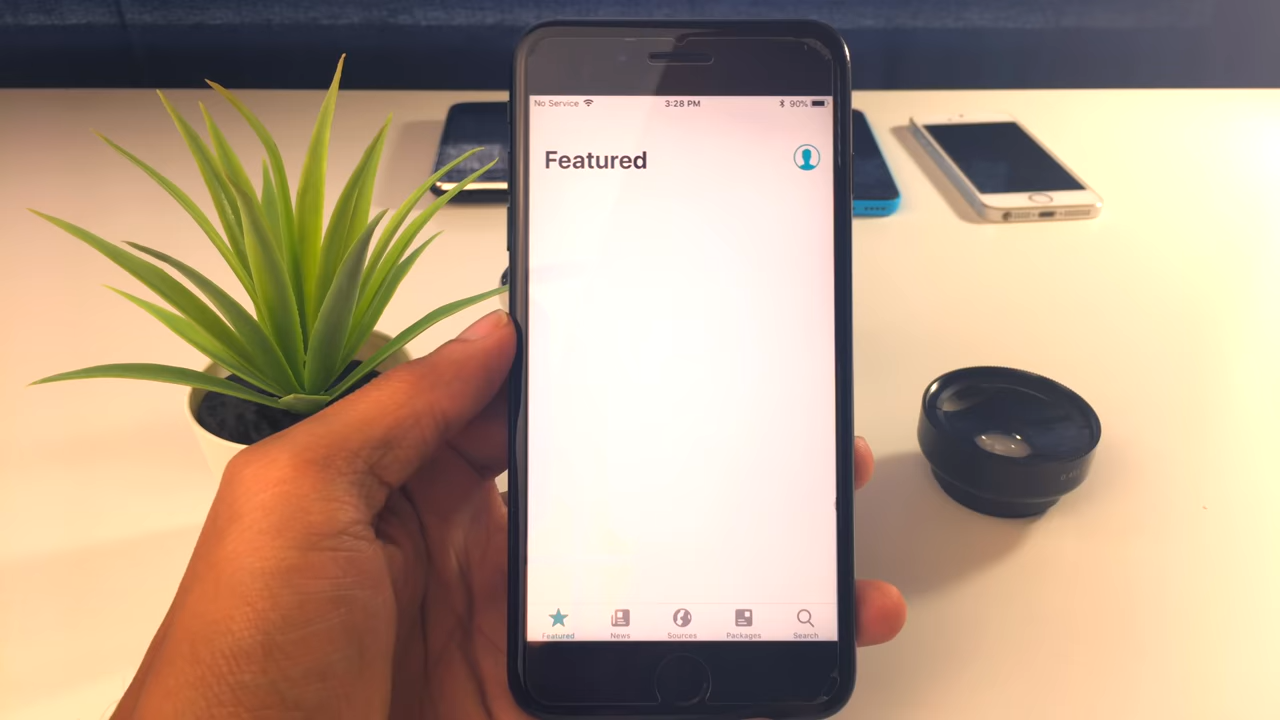 No Service 3:28 PM 90%
Featured
Featured News Sources Packages Search